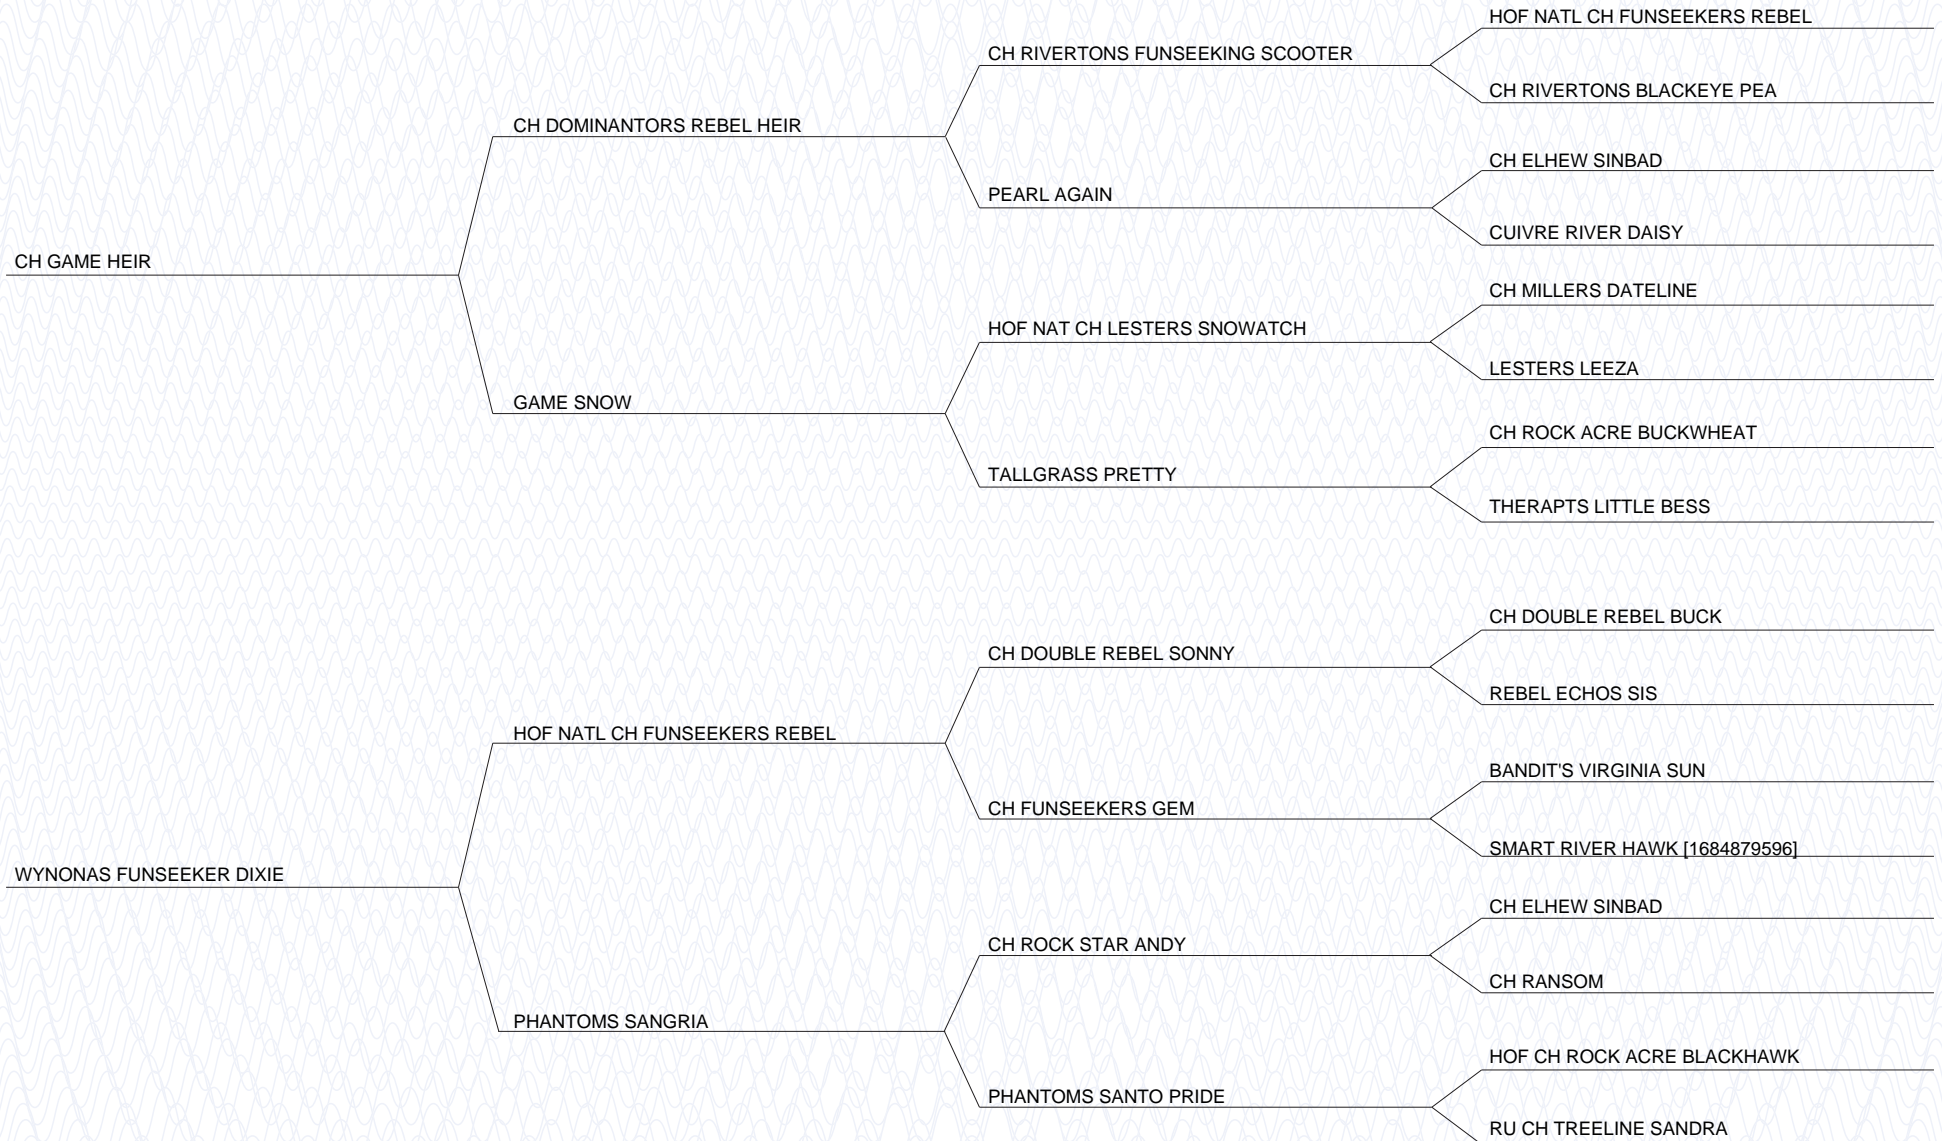 HOF NATL CH FUNSEEKERS REBEL
CH RIVERTONS FUNSEEKING SCOOTER
CH RIVERTONS BLACKEYE PEA
CH DOMINANTORS REBEL HEIR
CH ELHEW SINBAD
PEARL AGAIN
CUIVRE RIVER DAISY
CH GAME HEIR
CH MILLERS DATELINE
HOF NAT CH LESTERS SNOWATCH
LESTERS LEEZA
GAME SNOW
CH ROCK ACRE BUCKWHEAT
TALLGRASS PRETTY
THERAPTS LITTLE BESS
CH DOUBLE REBEL BUCK
CH DOUBLE REBEL SONNY
REBEL ECHOS SIS
HOF NATL CH FUNSEEKERS REBEL
BANDIT'S VIRGINIA SUN
CH FUNSEEKERS GEM
SMART RIVER HAWK [1684879596]
WYNONAS FUNSEEKER DIXIE
CH ELHEW SINBAD
CH ROCK STAR ANDY
CH RANSOM
PHANTOMS SANGRIA
HOF CH ROCK ACRE BLACKHAWK
PHANTOMS SANTO PRIDE
RU CH TREELINE SANDRA